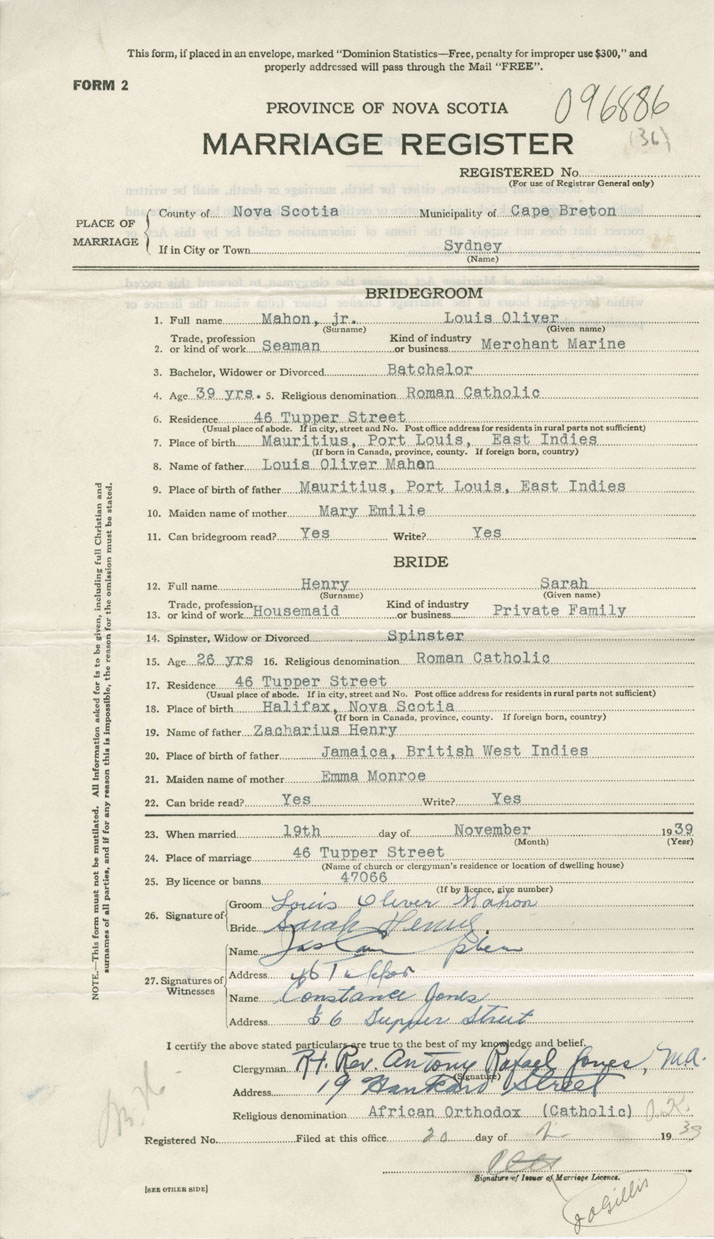 This form, if placed in an envelope, marked "Dominion Statistics—Free, penalty for improper use $300," and
properly addressed will pass through the Mail "FREE".
FORM 2
PROVINCE OF NOVA SCOTIA
096886
(36)
MARRIAGE REGISTER
REGISTERED No.
(For use of Registrar General only)
PLACE OF MARRIAGE
County of Nova Scotia Municipality of Cape Breton
If in City or Town Sydney
(Name)
BRIDEGROOM
1. Full name Mahon, jr. Louis Oliver
(Surname) (Given name)
2. Trade, profession or kind of work Seaman Kind of industry or business Merchant Marine
3. Bachelor, Widower or Divorced Batchelor
4. Age 39 yrs. 5. Religious denomination Roman Catholic
6. Residence 46 Tupper Street
(Usual place of abode. If in city, street and No. Post office address for residents in rural parts not sufficient)
7. Place of birth Mauritius, Port Louis, East Indies
(If born in Canada, province, county. If foreign born, country)
8. Name of father Louis Oliver Mahon
9. Place of birth of father Mauritius, Port Louis, East Indies
10. Maiden name of mother Mary Emilie
11. Can bridegroom read? Yes Write? Yes
BRIDE
12. Full name Henry Sarah
(Surname) (Given name)
13. Trade, profession or kind of work Housemaid Kind of industry or business Private Family
14. Spinster, Widow or Divorced Spinster
15. Age 26 yrs 16. Religious denomination Roman Catholic
17. Residence 46 Tupper Street
(Usual place of abode. If in city, street and No. Post office address for residents in rural parts not sufficient)
18. Place of birth Halifax, Nova Scotia
(If born in Canada, province, county. If foreign born, country)
19. Name of father Zacharius Henry
20. Place of birth of father Jamaica, British West Indies
21. Maiden name of mother Emma Monroe
22. Can bride read? Yes Write? Yes
23. When married 19th day of November 1939
(Month) (Year)
24. Place of marriage 46 Tupper Street
(Name of church or clergyman's residence or location of dwelling house)
25. By licence or banns 47066
(If by licence, give number)
26. Signature of
Groom Louis Oliver Mahon
Bride Sarah Henry
27. Signatures of Witnesses
Name
Address 46 Tupper
Name Constance Jones
Address 86 Tupper Street
I certify the above stated particulars are true to the best of my knowledge and belief.
Clergyman Rt. Rev. Antony Rafael Jones, M.A.
(Signature)
Address 19 Hankard Street
Religious denomination African Orthodox (Catholic) O.K.
Registered No. Filed at this office 20 day of 1939
Signature of Issuer of Marriage Licence.
J A Gillis
[SEE OTHER SIDE]
NOTE.—This form must not be mutilated. All information asked for is to be given, including full Christian and
surnames of all parties, and if for any reason this is impossible, the reason for the omission must be stated.